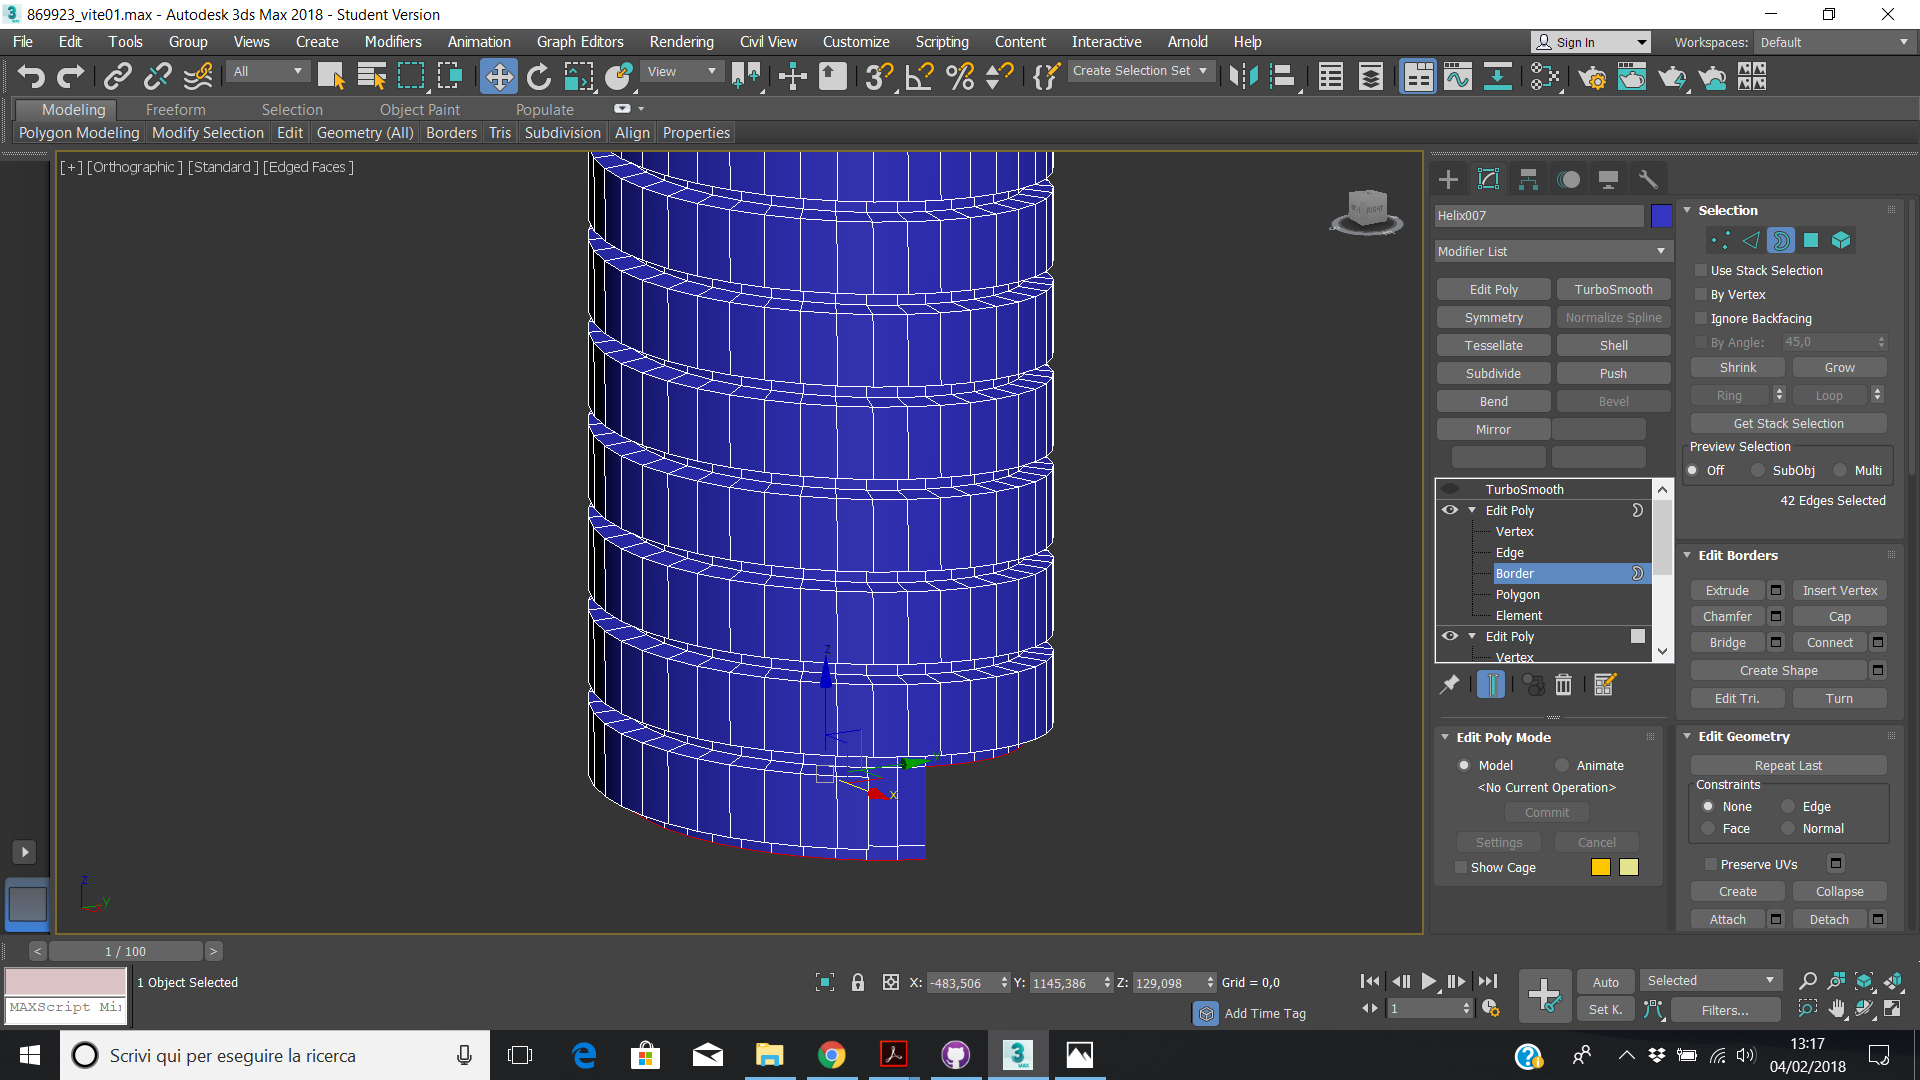 869923_vite01.max - Autodesk 3ds Max 2018 - Student Version
File Edit Tools Group Views Create Modifiers Animation Graph Editors Rendering Civil View Customize Scripting Content Interactive Arnold Help
Sign In Workspaces: Default
All View Create Selection Set
Modeling Freeform Selection Object Paint Populate
Polygon Modeling Modify Selection Edit Geometry (All) Borders Tris Subdivision Align Properties
[+] [Orthographic ] [Standard ] [Edged Faces ]
RIGHT
Helix007
Modifier List
Edit Poly TurboSmooth
Symmetry Normalize Spline
Tessellate Shell
Subdivide Push
Bend Bevel
Mirror
TurboSmooth
Edit Poly
Vertex
Edge
Border
Polygon
Element
Edit Poly
Vertex
Edit Poly Mode
Model Animate
<No Current Operation>
Commit
Settings Cancel
Show Cage
Selection
Use Stack Selection
By Vertex
Ignore Backfacing
By Angle: 45,0
Shrink Grow
Ring Loop
Get Stack Selection
Preview Selection
Off SubObj Multi
42 Edges Selected
Edit Borders
Extrude Insert Vertex
Chamfer Cap
Bridge Connect
Create Shape
Edit Tri. Turn
Edit Geometry
Repeat Last
Constraints
None Edge
Face Normal
Preserve UVs
Create Collapse
Attach Detach
z
y
x
z
y
x
< 1 / 100 >
1 Object Selected
MAXScript Mi
X: -483,506 Y: 1145,386 Z: 129,098 Grid = 0,0
Add Time Tag
1
Auto Selected
Set K. Filters...
Scrivi qui per eseguire la ricerca
3
MAX
13:17
04/02/2018